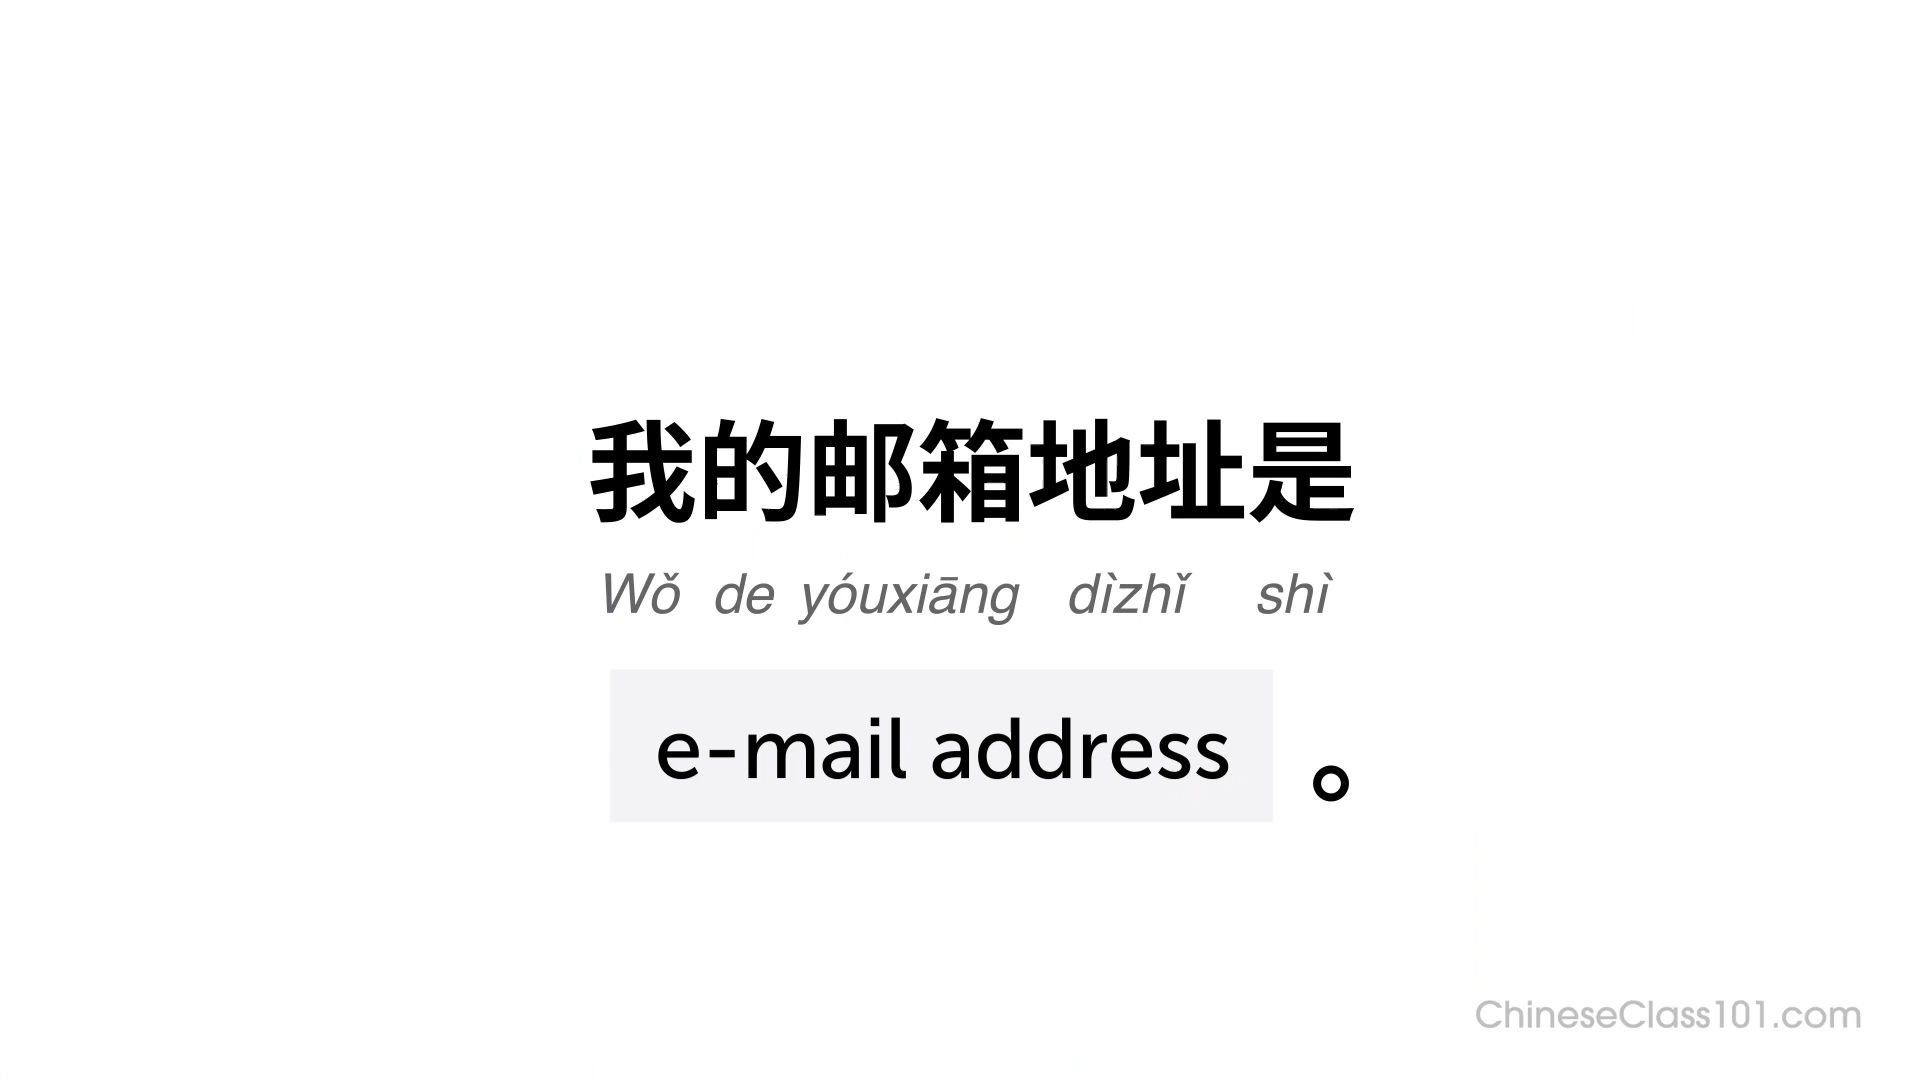 我的邮箱地址是
Wǒ de yóuxiāng dìzhǐ shì
e-mail address 。
ChineseClass101.com